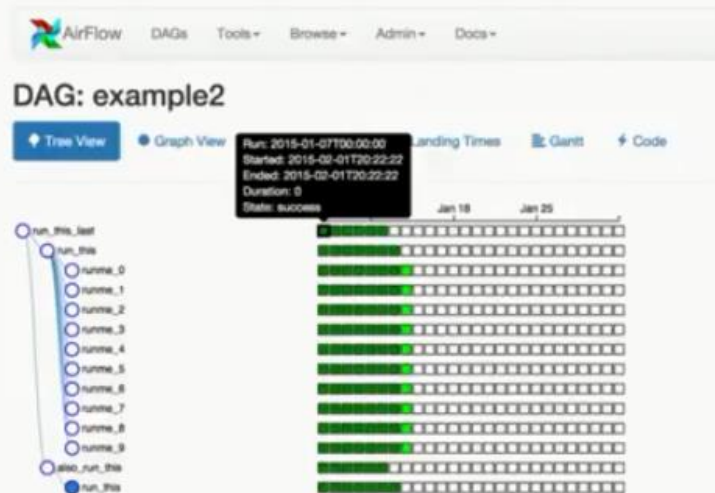 AirFlow DAGs Tools Browse Admin Docs
DAG: example2
Tree View Graph View Landing Times Gantt Code
Run: 2015-01-07T00:00:00
Started: 2015-02-01T20:22:22
Ended: 2015-02-01T20:22:22
Duration: 0
State: success
Jan 18 Jan 25
run_this_last
run_this
runme_0
runme_1
runme_2
runme_3
runme_4
runme_5
runme_6
runme_7
runme_8
runme_9
also_run_this
run_this